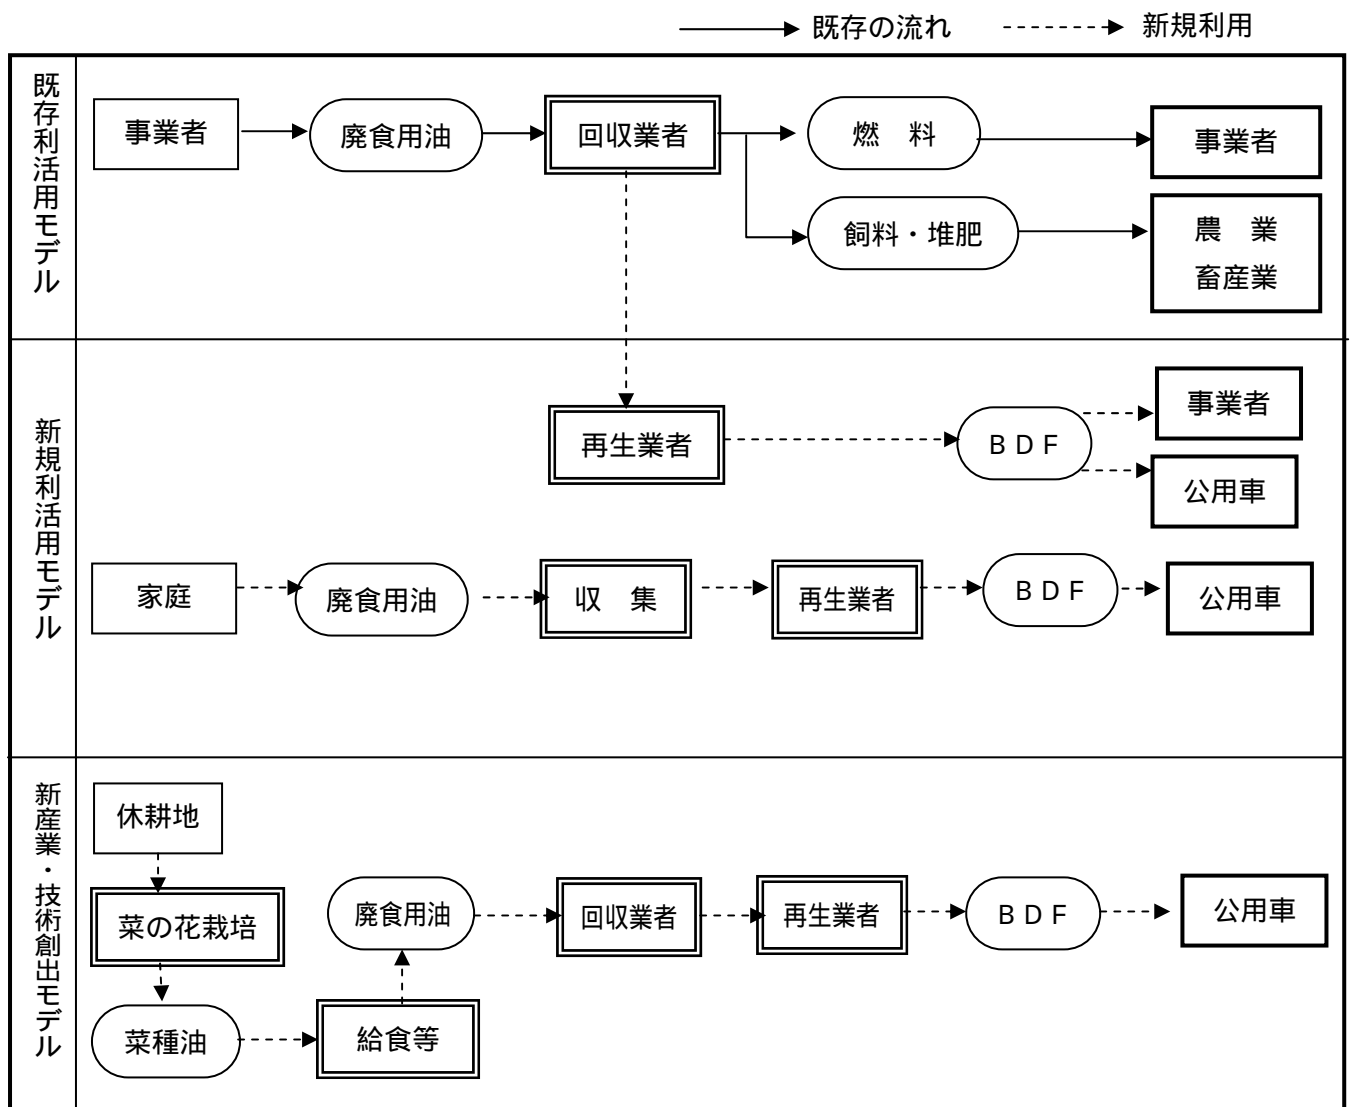 既存の流れ
新規利用
既存利活用モデル
事業者
廃食用油
回収業者
燃　料
事業者
飼料・堆肥
農　業
畜産業
新規利活用モデル
再生業者
ＢＤＦ
事業者
公用車
家庭
廃食用油
収　集
再生業者
ＢＤＦ
公用車
新産業・技術創出モデル
休耕地
菜の花栽培
菜種油
給食等
廃食用油
回収業者
再生業者
ＢＤＦ
公用車